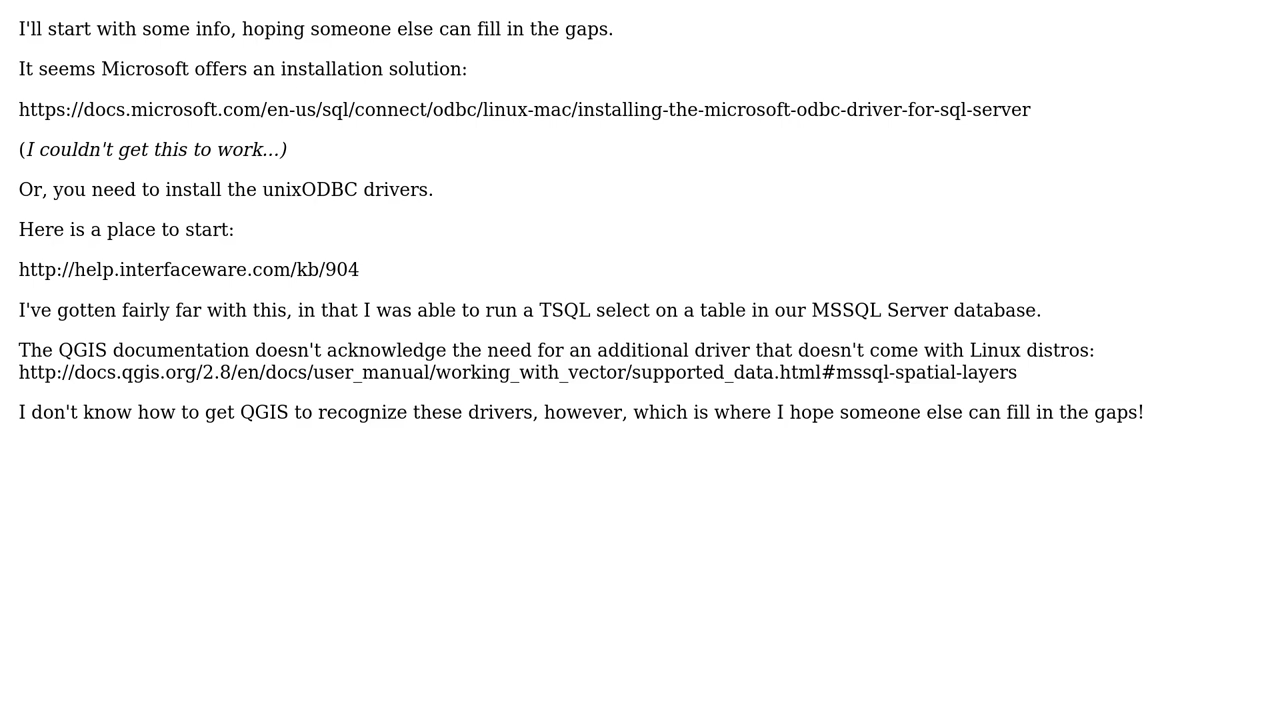 I'll start with some info, hoping someone else can fill in the gaps.
It seems Microsoft offers an installation solution:
https://docs.microsoft.com/en-us/sql/connect/odbc/linux-mac/installing-the-microsoft-odbc-driver-for-sql-server
(I couldn't get this to work...)
Or, you need to install the unixODBC drivers.
Here is a place to start:
http://help.interfaceware.com/kb/904
I've gotten fairly far with this, in that I was able to run a TSQL select on a table in our MSSQL Server database.
The QGIS documentation doesn't acknowledge the need for an additional driver that doesn't come with Linux distros:
http://docs.qgis.org/2.8/en/docs/user_manual/working_with_vector/supported_data.html#mssql-spatial-layers
I don't know how to get QGIS to recognize these drivers, however, which is where I hope someone else can fill in the gaps!